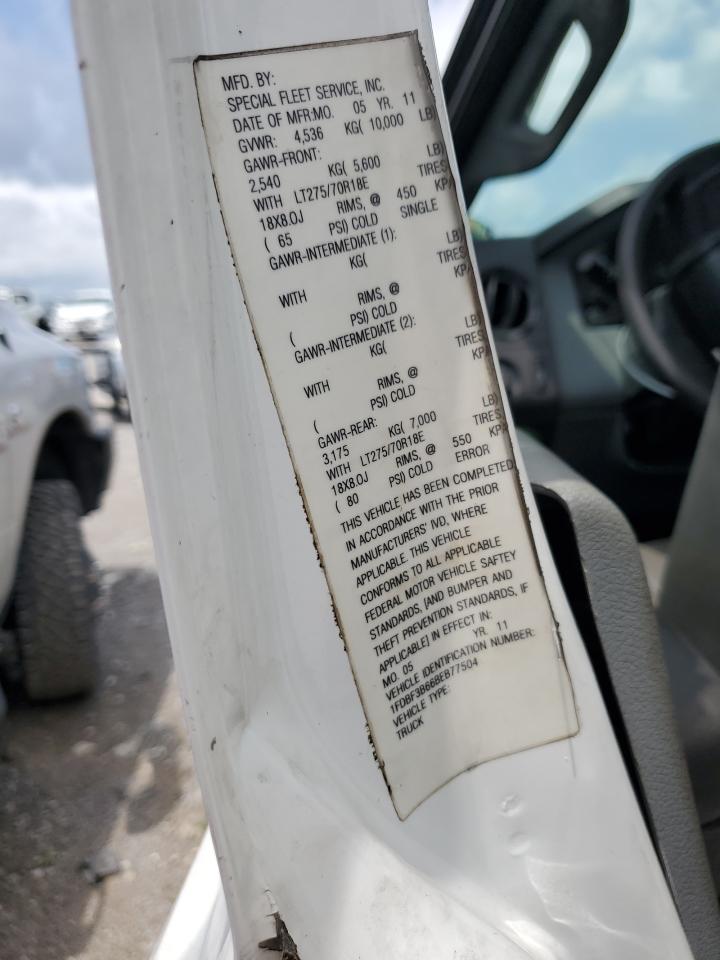 MFD. BY:
SPECIAL FLEET SERVICE, INC.
DATE OF MFR:MO. 05 YR. 11
GVWR: 4,536 KG( 10,000 LB)
GAWR-FRONT:
2,540 KG( 5,600 LB)
WITH LT275/70R18E TIRES
18X8.0J RIMS, @ 450 KPA
( 65 PSI) COLD SINGLE
GAWR-INTERMEDIATE (1):
KG( LB)
WITH TIRES
RIMS, @ KPA
( PSI) COLD
GAWR-INTERMEDIATE (2):
KG( LB)
WITH TIRES
RIMS, @ KPA
( PSI) COLD
GAWR-REAR:
3,175 KG( 7,000 LB)
WITH LT275/70R18E TIRES
18X8.0J RIMS, @ 550 KPA
( 80 PSI) COLD ERROR
THIS VEHICLE HAS BEEN COMPLETED
IN ACCORDANCE WITH THE PRIOR
MANUFACTURERS' IVD, WHERE
APPLICABLE. THIS VEHICLE
CONFORMS TO ALL APPLICABLE
FEDERAL MOTOR VEHICLE SAFTEY
STANDARDS, [AND BUMPER AND
THEFT PREVENTION STANDARDS, IF
APPLICABLE] IN EFFECT IN:
MO. 05 YR. 11
VEHICLE IDENTIFICATION NUMBER:
1FDBF3B66BEB77504
VEHICLE TYPE:
TRUCK